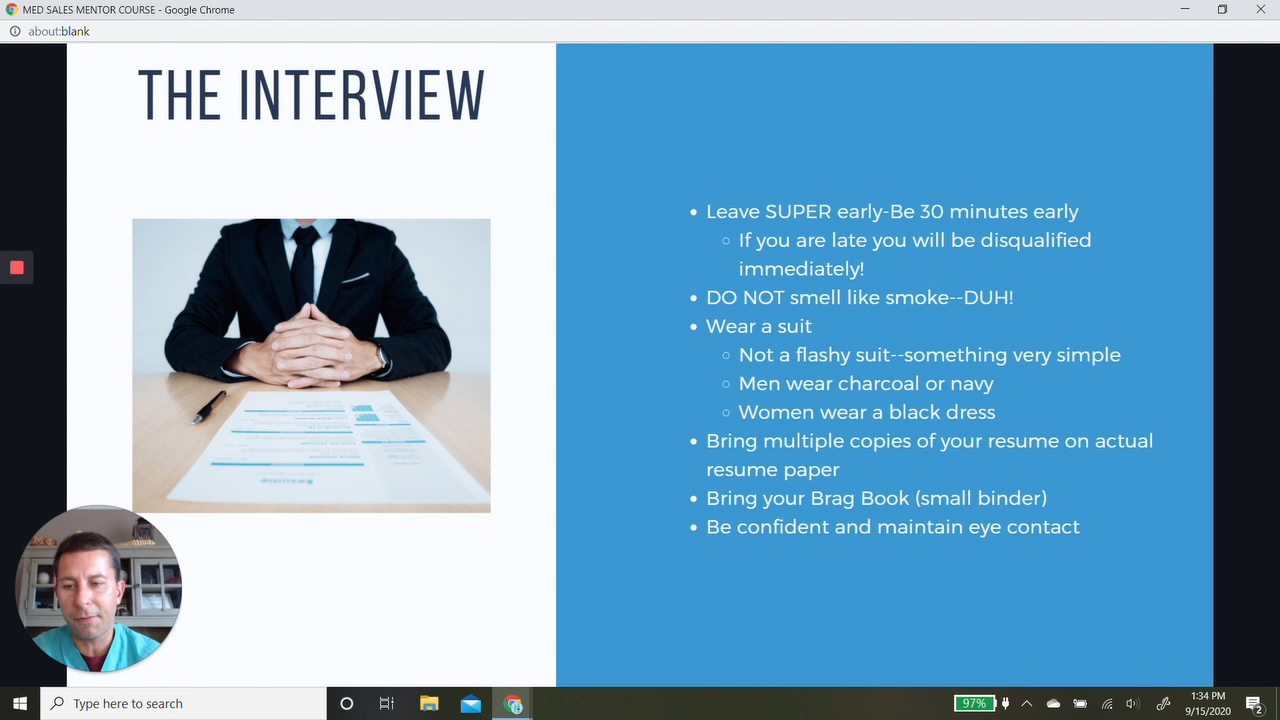 MED SALES MENTOR COURSE - Google Chrome
about:blank
THE INTERVIEW
Leave SUPER early-Be 30 minutes early
If you are late you will be disqualified
immediately!
DO NOT smell like smoke--DUH!
Wear a suit
Not a flashy suit--something very simple
Men wear charcoal or navy
Women wear a black dress
Bring multiple copies of your resume on actual
resume paper
Bring your Brag Book (small binder)
Be confident and maintain eye contact
Resume
Type here to search
97%
1:34 PM
9/15/2020
2